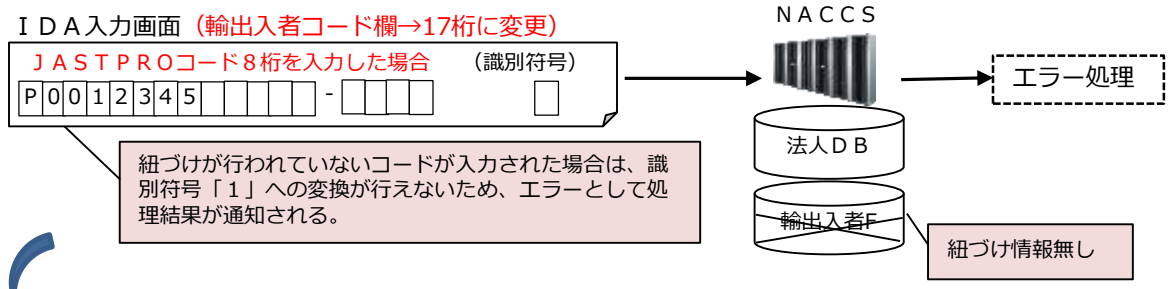 ＩＤＡ入力画面（輸出入者コード欄→17桁に変更）
ＪＡＳＴＰＲＯコード８桁を入力した場合　（識別符号）
P0012345 -
紐づけが行われていないコードが入力された場合は、識
別符号「１」への変換が行えないため、エラーとして処
理結果が通知される。
ＮＡＣＣＳ
法人ＤＢ
輸出入者F
エラー処理
紐づけ情報無し